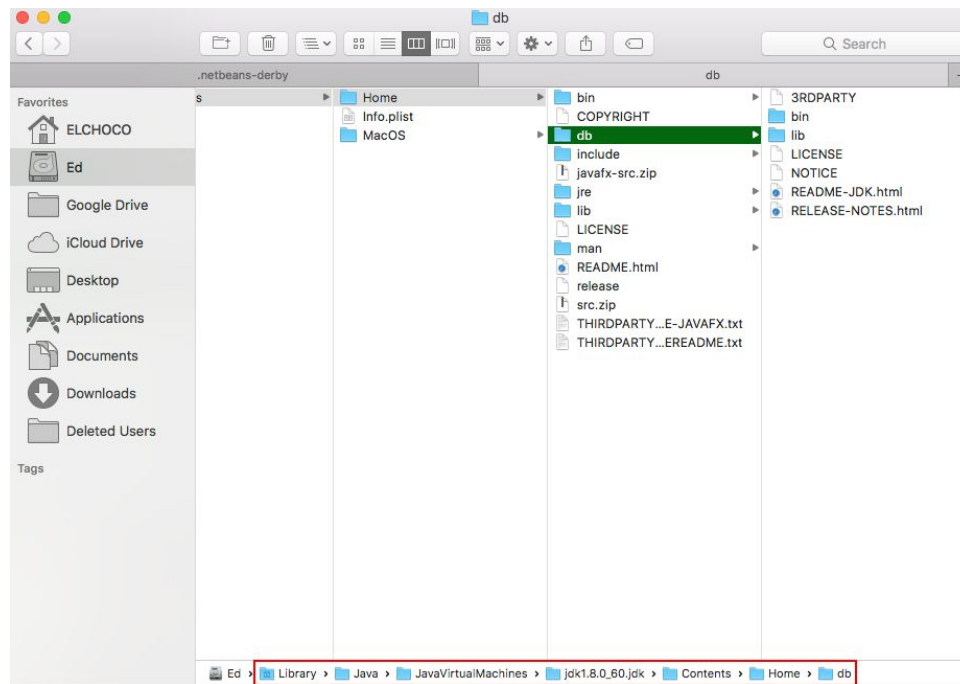 db
Search
.netbeans-derby
db
Favorites
ELCHOCO
Ed
Google Drive
iCloud Drive
Desktop
Applications
Documents
Downloads
Deleted Users
Tags
s
Home
Info.plist
MacOS
bin
COPYRIGHT
db
include
javafx-src.zip
jre
lib
LICENSE
man
README.html
release
src.zip
THIRDPARTY...E-JAVAFX.txt
THIRDPARTY...EREADME.txt
3RDPARTY
bin
lib
LICENSE
NOTICE
README-JDK.html
RELEASE-NOTES.html
Ed › Library › Java › JavaVirtualMachines › jdk1.8.0_60.jdk › Contents › Home › db